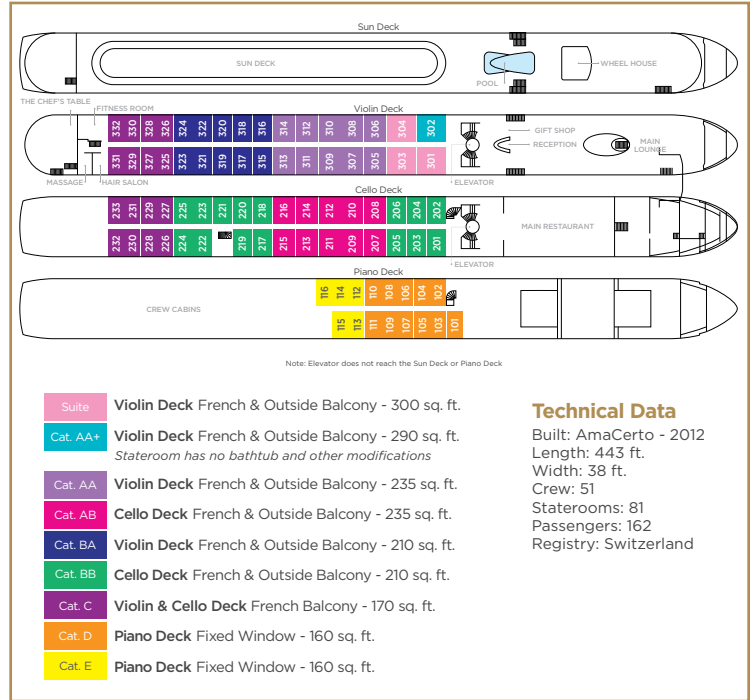 Sun Deck
SUN DECK
POOL
WHEEL HOUSE
THE CHEF'S TABLE
FITNESS ROOM
Violin Deck
332 330 328 326 324 322 320 318 316 314 312 310 308 306 304 302
331 329 327 325 323 321 319 317 315 313 311 309 307 305 303 301
GIFT SHOP
RECEPTION
MAIN
LOUNGE
MASSAGE
HAIR SALON
ELEVATOR
Cello Deck
233 231 229 227 225 223 221 220 218 216 214 212 210 208 206 204 202
232 230 228 226 224 222 219 217 215 213 211 209 207 205 203 201
MAIN RESTAURANT
ELEVATOR
Piano Deck
CREW CABINS
116 114 112 110 108 106 104 102
115 113 111 109 107 105 103 101
Note: Elevator does not reach the Sun Deck or Piano Deck
Suite Violin Deck French & Outside Balcony - 300 sq. ft.
Cat. AA+ Violin Deck French & Outside Balcony - 290 sq. ft.
Stateroom has no bathtub and other modifications
Cat. AA Violin Deck French & Outside Balcony - 235 sq. ft.
Cat. AB Cello Deck French & Outside Balcony - 235 sq. ft.
Cat. BA Violin Deck French & Outside Balcony - 210 sq. ft.
Cat. BB Cello Deck French & Outside Balcony - 210 sq. ft.
Cat. C Violin & Cello Deck French Balcony - 170 sq. ft.
Cat. D Piano Deck Fixed Window - 160 sq. ft.
Cat. E Piano Deck Fixed Window - 160 sq. ft.
Technical Data
Built: AmaCerto - 2012
Length: 443 ft.
Width: 38 ft.
Crew: 51
Staterooms: 81
Passengers: 162
Registry: Switzerland